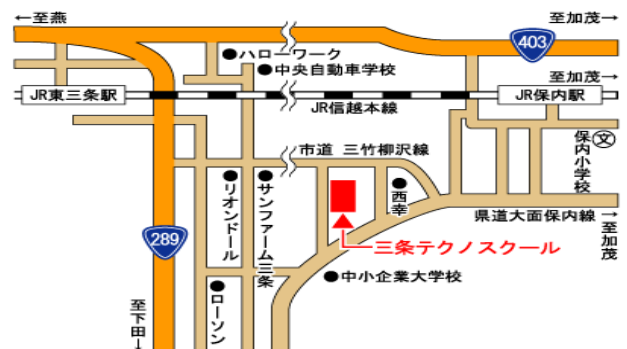 ←至燕
至加茂→
403
ハローワーク
中央自動車学校
至加茂→
JR東三条駅
JR信越本線
JR保内駅
市道 三竹柳沢線
保内小学校
文
リオンドール
サンファーム三条
西幸
県道大面保内線→
至加茂
289
三条テクノスクール
中小企業大学校
ローソン
至下田↓